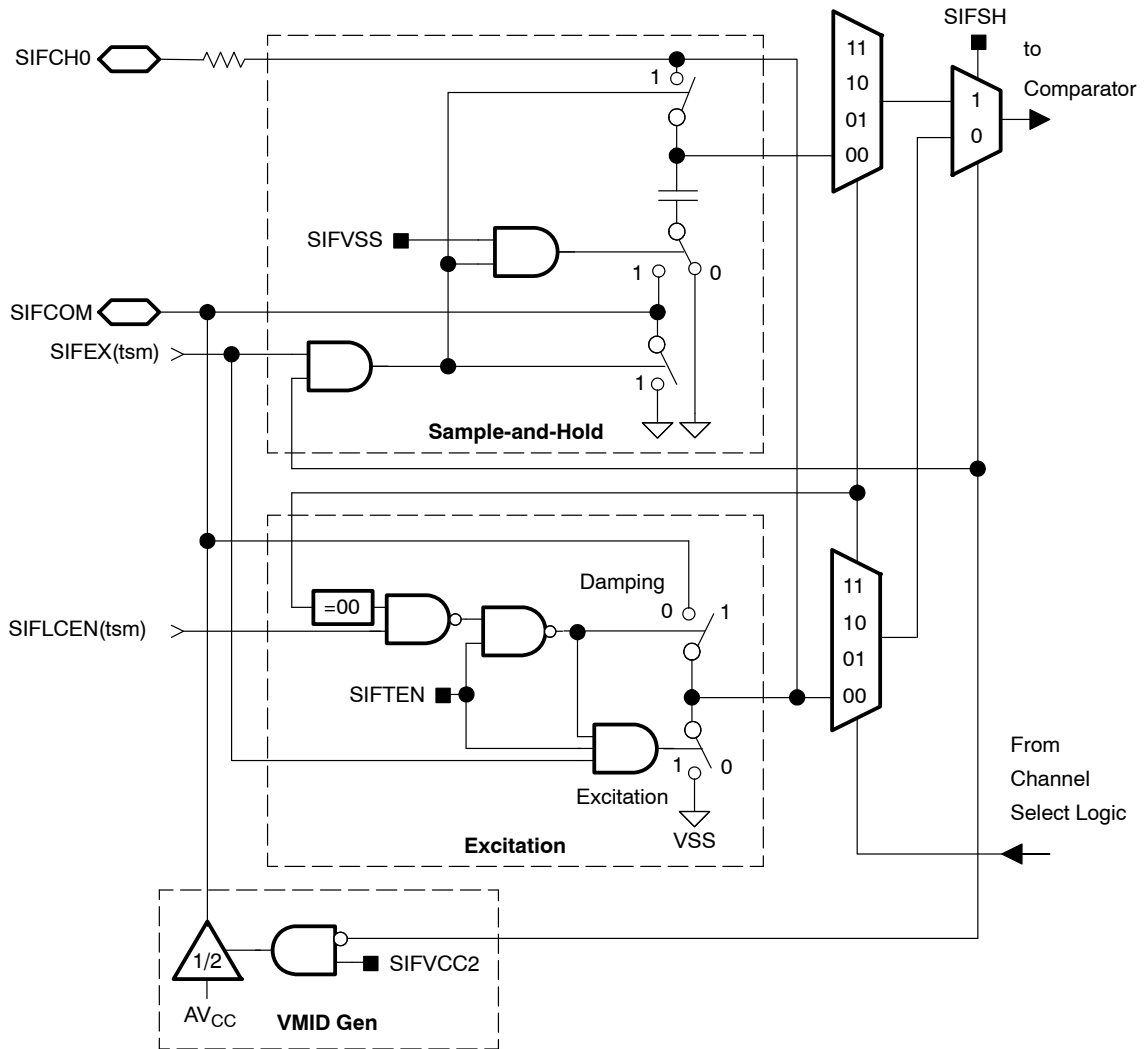 SIFSH
SIFCH0
to
Comparator
11
10
01
00
1
0
1
SIFVSS
1
0
SIFCOM
SIFEX(tsm)
1
Sample-and-Hold
Damping
0
1
11
10
01
00
=00
SIFLCEN(tsm)
SIFTEN
1
0
Excitation
VSS
From
Channel
Select Logic
Excitation
1/2
SIFVCC2
AVCC
VMID Gen